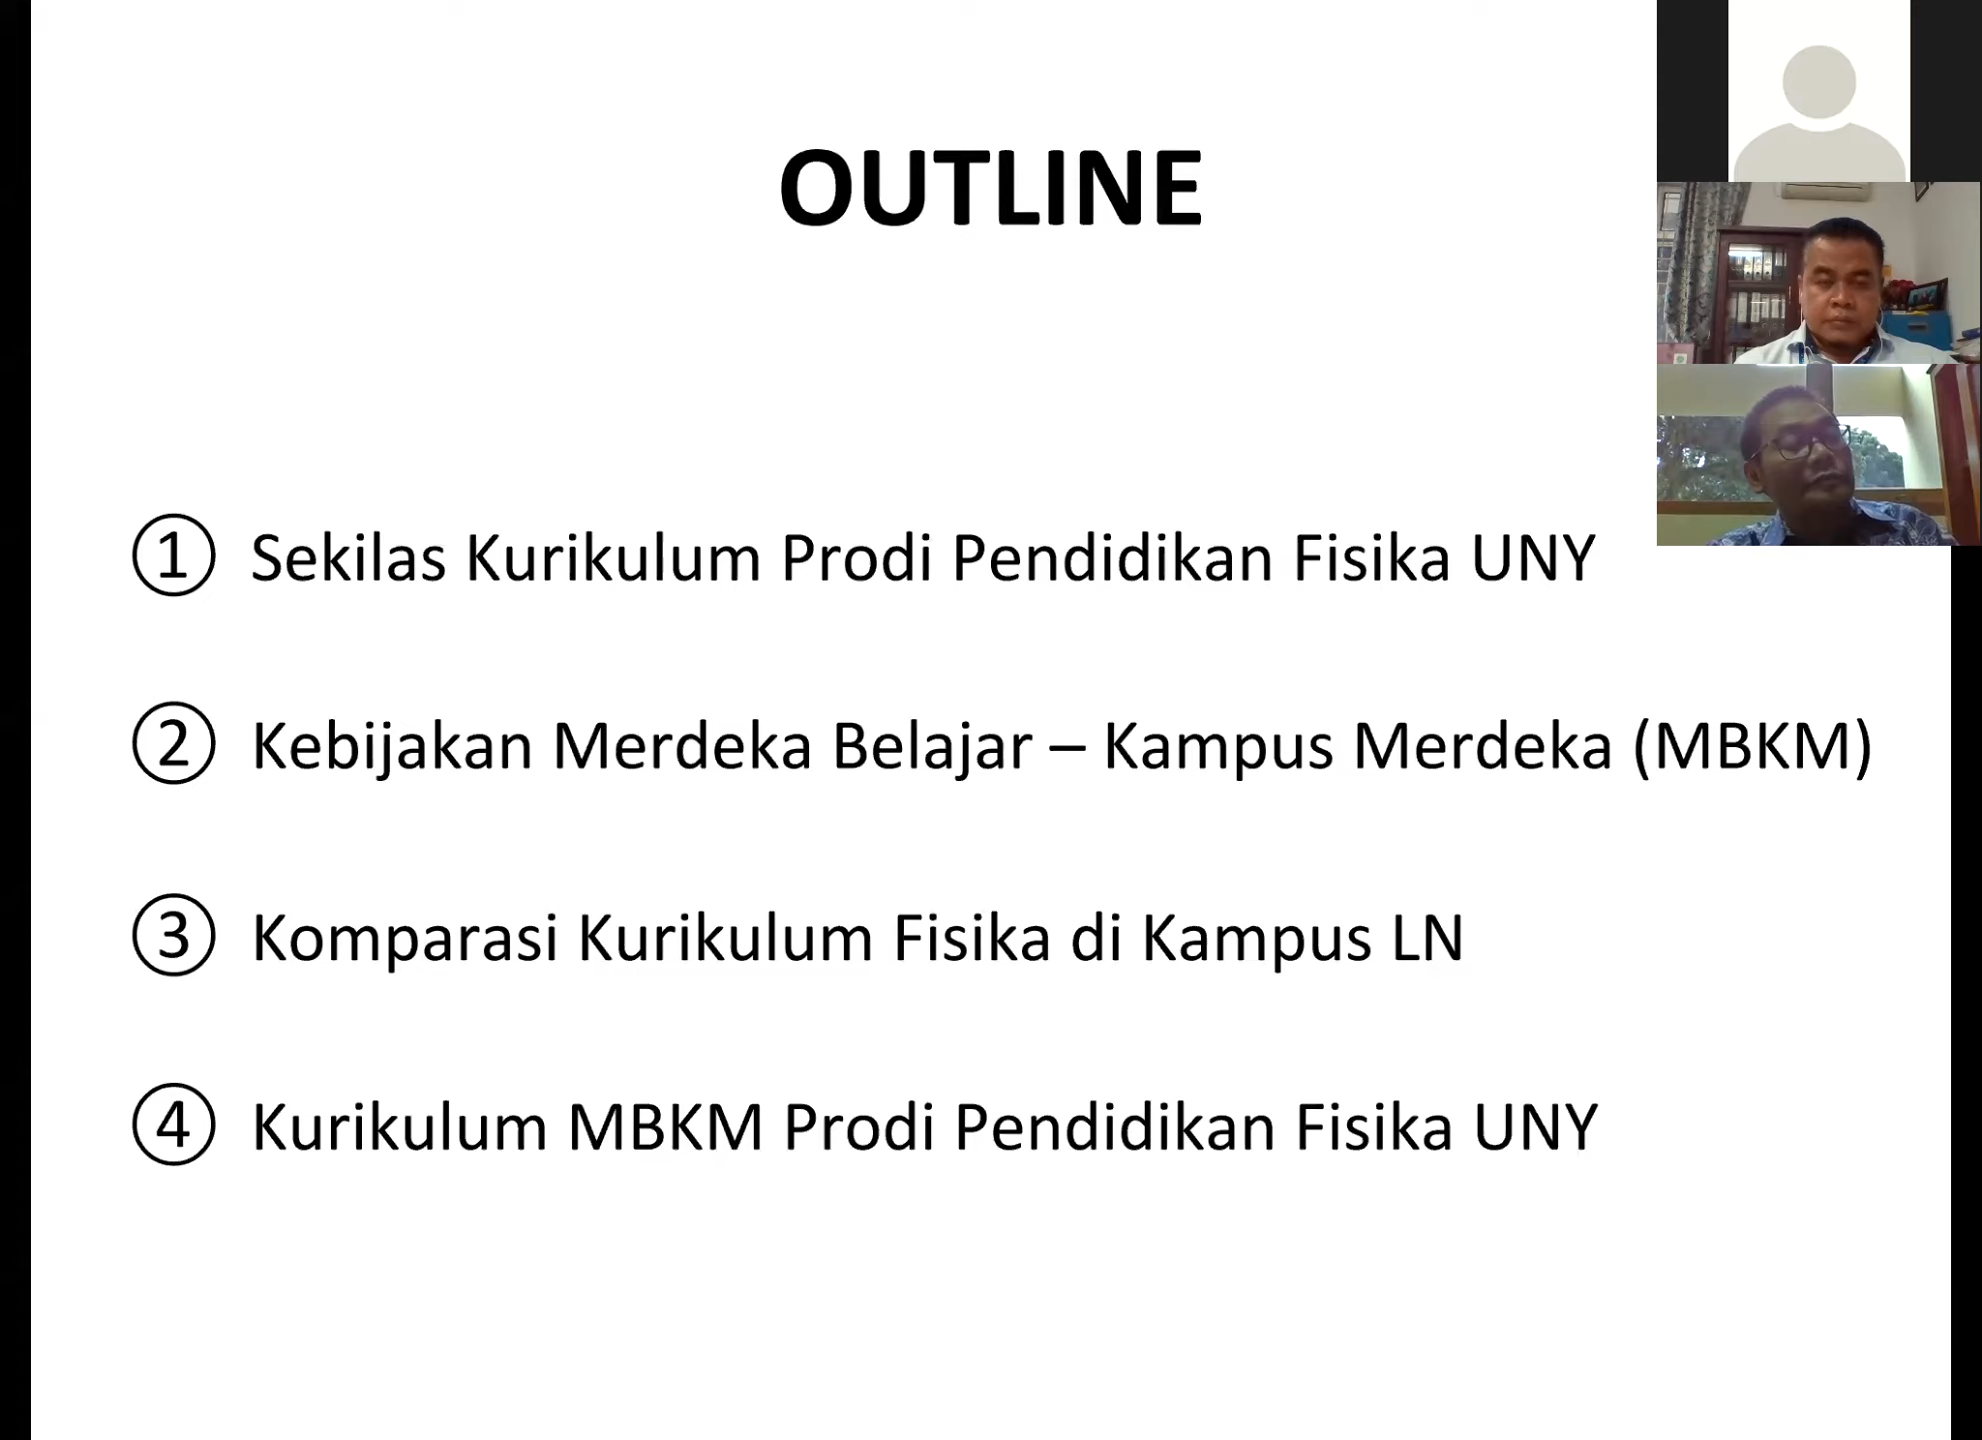 OUTLINE
① Sekilas Kurikulum Prodi Pendidikan Fisika UNY
② Kebijakan Merdeka Belajar – Kampus Merdeka (MBKM)
③ Komparasi Kurikulum Fisika di Kampus LN
④ Kurikulum MBKM Prodi Pendidikan Fisika UNY